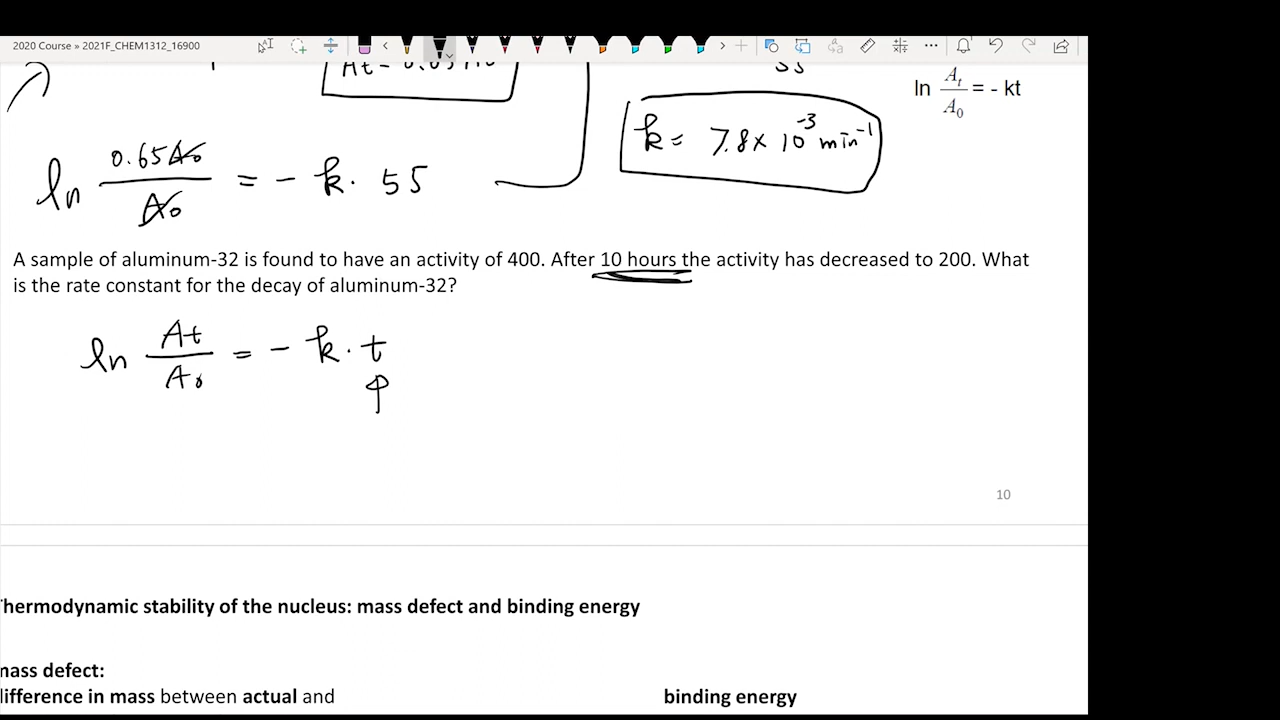 2020 Course » 2021F_CHEM1312_16900
ln At/A0 = - kt
k = 7.8 x 10^-3 min^-1
ln 0.65A0/A0 = - k. 55
A sample of aluminum-32 is found to have an activity of 400. After 10 hours the activity has decreased to 200. What
is the rate constant for the decay of aluminum-32?
ln At/A0 = - k. t
10
Thermodynamic stability of the nucleus: mass defect and binding energy
mass defect:
difference in mass between actual and
binding energy